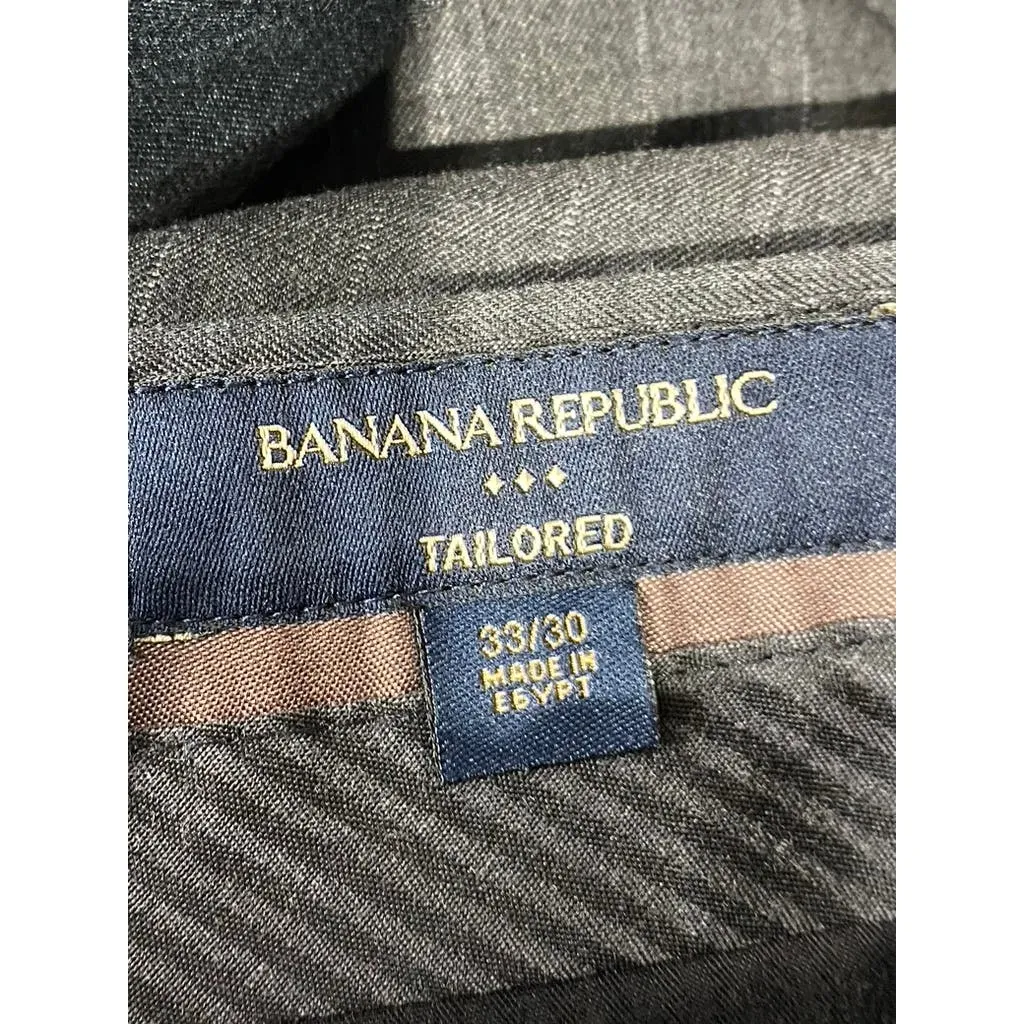 BANANA REPUBLIC
TAILORED
33/30
MADE IN
EGYPT